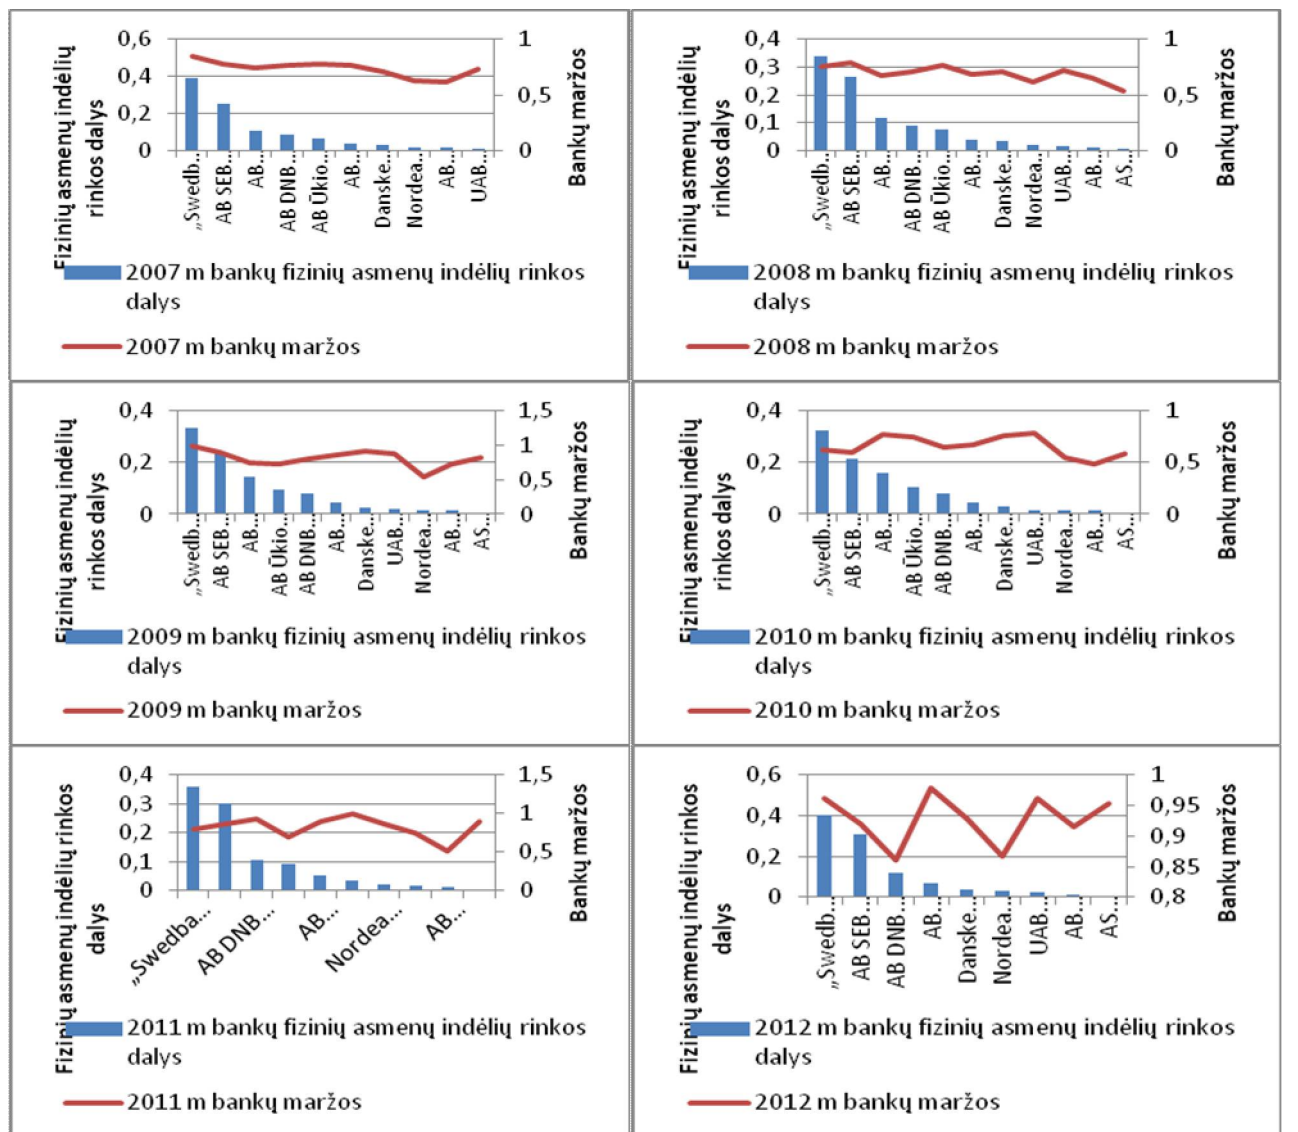 Fizinių asmenų indėlių
rinkos dalys
0,6
0,4
0,2
0
1
0,5
0
Bankų maržos
„Swedb...
AB SEB...
AB...
AB DNB...
AB Ūkio...
AB...
Danske...
Nordea...
AB...
UAB...
2007 m bankų fizinių asmenų indėlių rinkos
dalys
2007 m bankų maržos
Fizinių asmenų indėlių
rinkos dalys
0,4
0,3
0,2
0,1
0
1
0,5
0
Bankų maržos
„Swedb...
AB SEB...
AB...
AB DNB...
AB Ūkio...
AB...
Danske...
Nordea...
UAB...
AB...
AS...
2008 m bankų fizinių asmenų indėlių rinkos
dalys
2008 m bankų maržos
Fizinių asmenų indėlių
rinkos dalys
0,4
0,2
0
1,5
1
0,5
0
Bankų maržos
„Swedb...
AB SEB...
AB...
AB Ūkio...
AB DNB...
AB...
Danske...
UAB...
Nordea...
AB...
AS...
2009 m bankų fizinių asmenų indėlių rinkos
dalys
2009 m bankų maržos
Fizinių asmenų indėlių
rinkos dalys
0,4
0,2
0
1
0,5
0
Bankų maržos
„Swedb...
AB SEB...
AB...
AB Ūkio...
AB DNB...
AB...
Danske...
UAB...
Nordea...
AB...
AS...
2010 m bankų fizinių asmenų indėlių rinkos
dalys
2010 m bankų maržos
Fizinių asmenų indėlių rinkos
dalys
0,4
0,3
0,2
0,1
0
1,5
1
0,5
0
Bankų maržos
„Swedba...
AB DNB...
AB...
Nordea...
AB...
2011 m bankų fizinių asmenų indėlių rinkos
dalys
2011 m bankų maržos
Fizinių asmenų indėlių rinkos
dalys
0,6
0,4
0,2
0
1
0,95
0,9
0,85
0,8
Bankų maržos
„Swedb...
AB SEB...
AB DNB...
AB...
Danske...
Nordea...
UAB...
AB...
AS...
2012 m bankų fizinių asmenų indėlių rinkos
dalys
2012 m bankų maržos